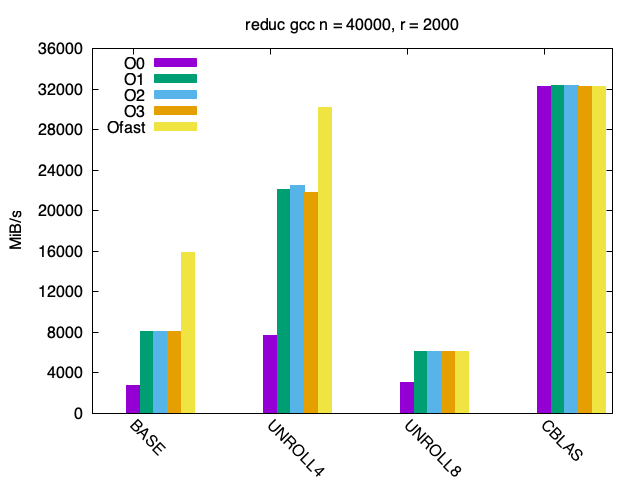 reduc gcc n = 40000, r = 2000
36000
32000
28000
24000
20000
16000
12000
8000
4000
0
MiB/s
O0
O1
O2
O3
Ofast
BASE
UNROLL4
UNROLL8
CBLAS